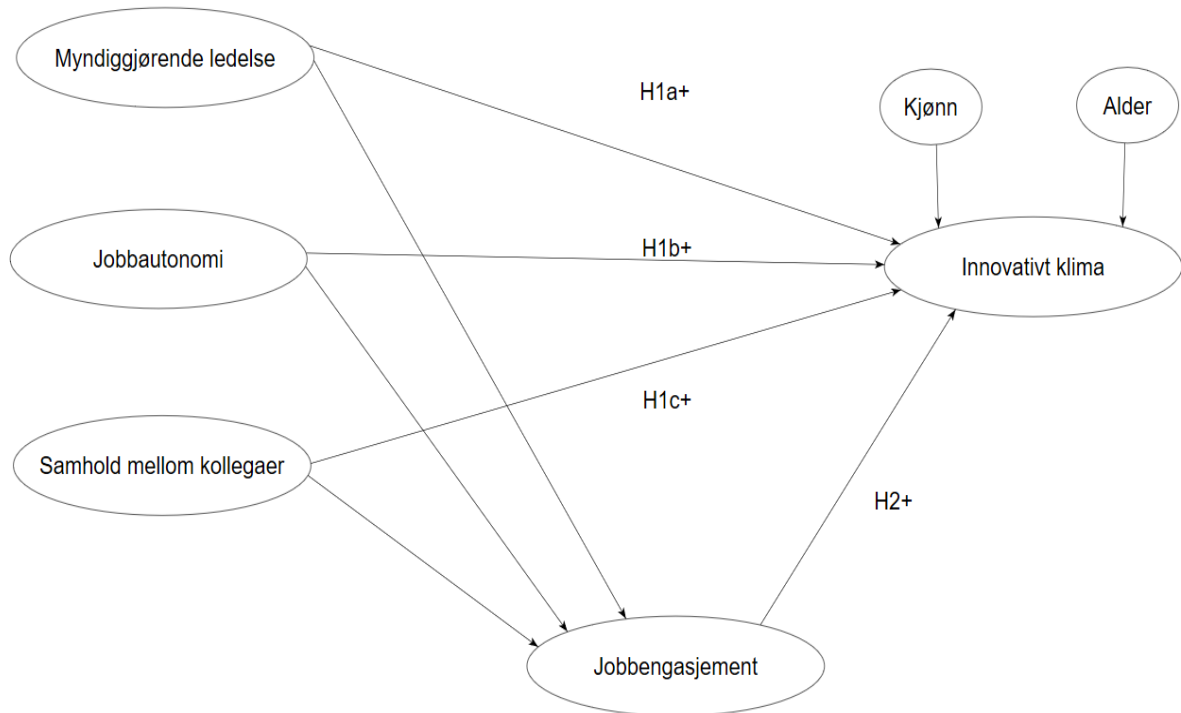 Myndiggjørende ledelse
H1a+
Kjønn
Alder
Jobbautonomi
H1b+
Innovativt klima
H1c+
Samhold mellom kollegaer
H2+
Jobbengasjement